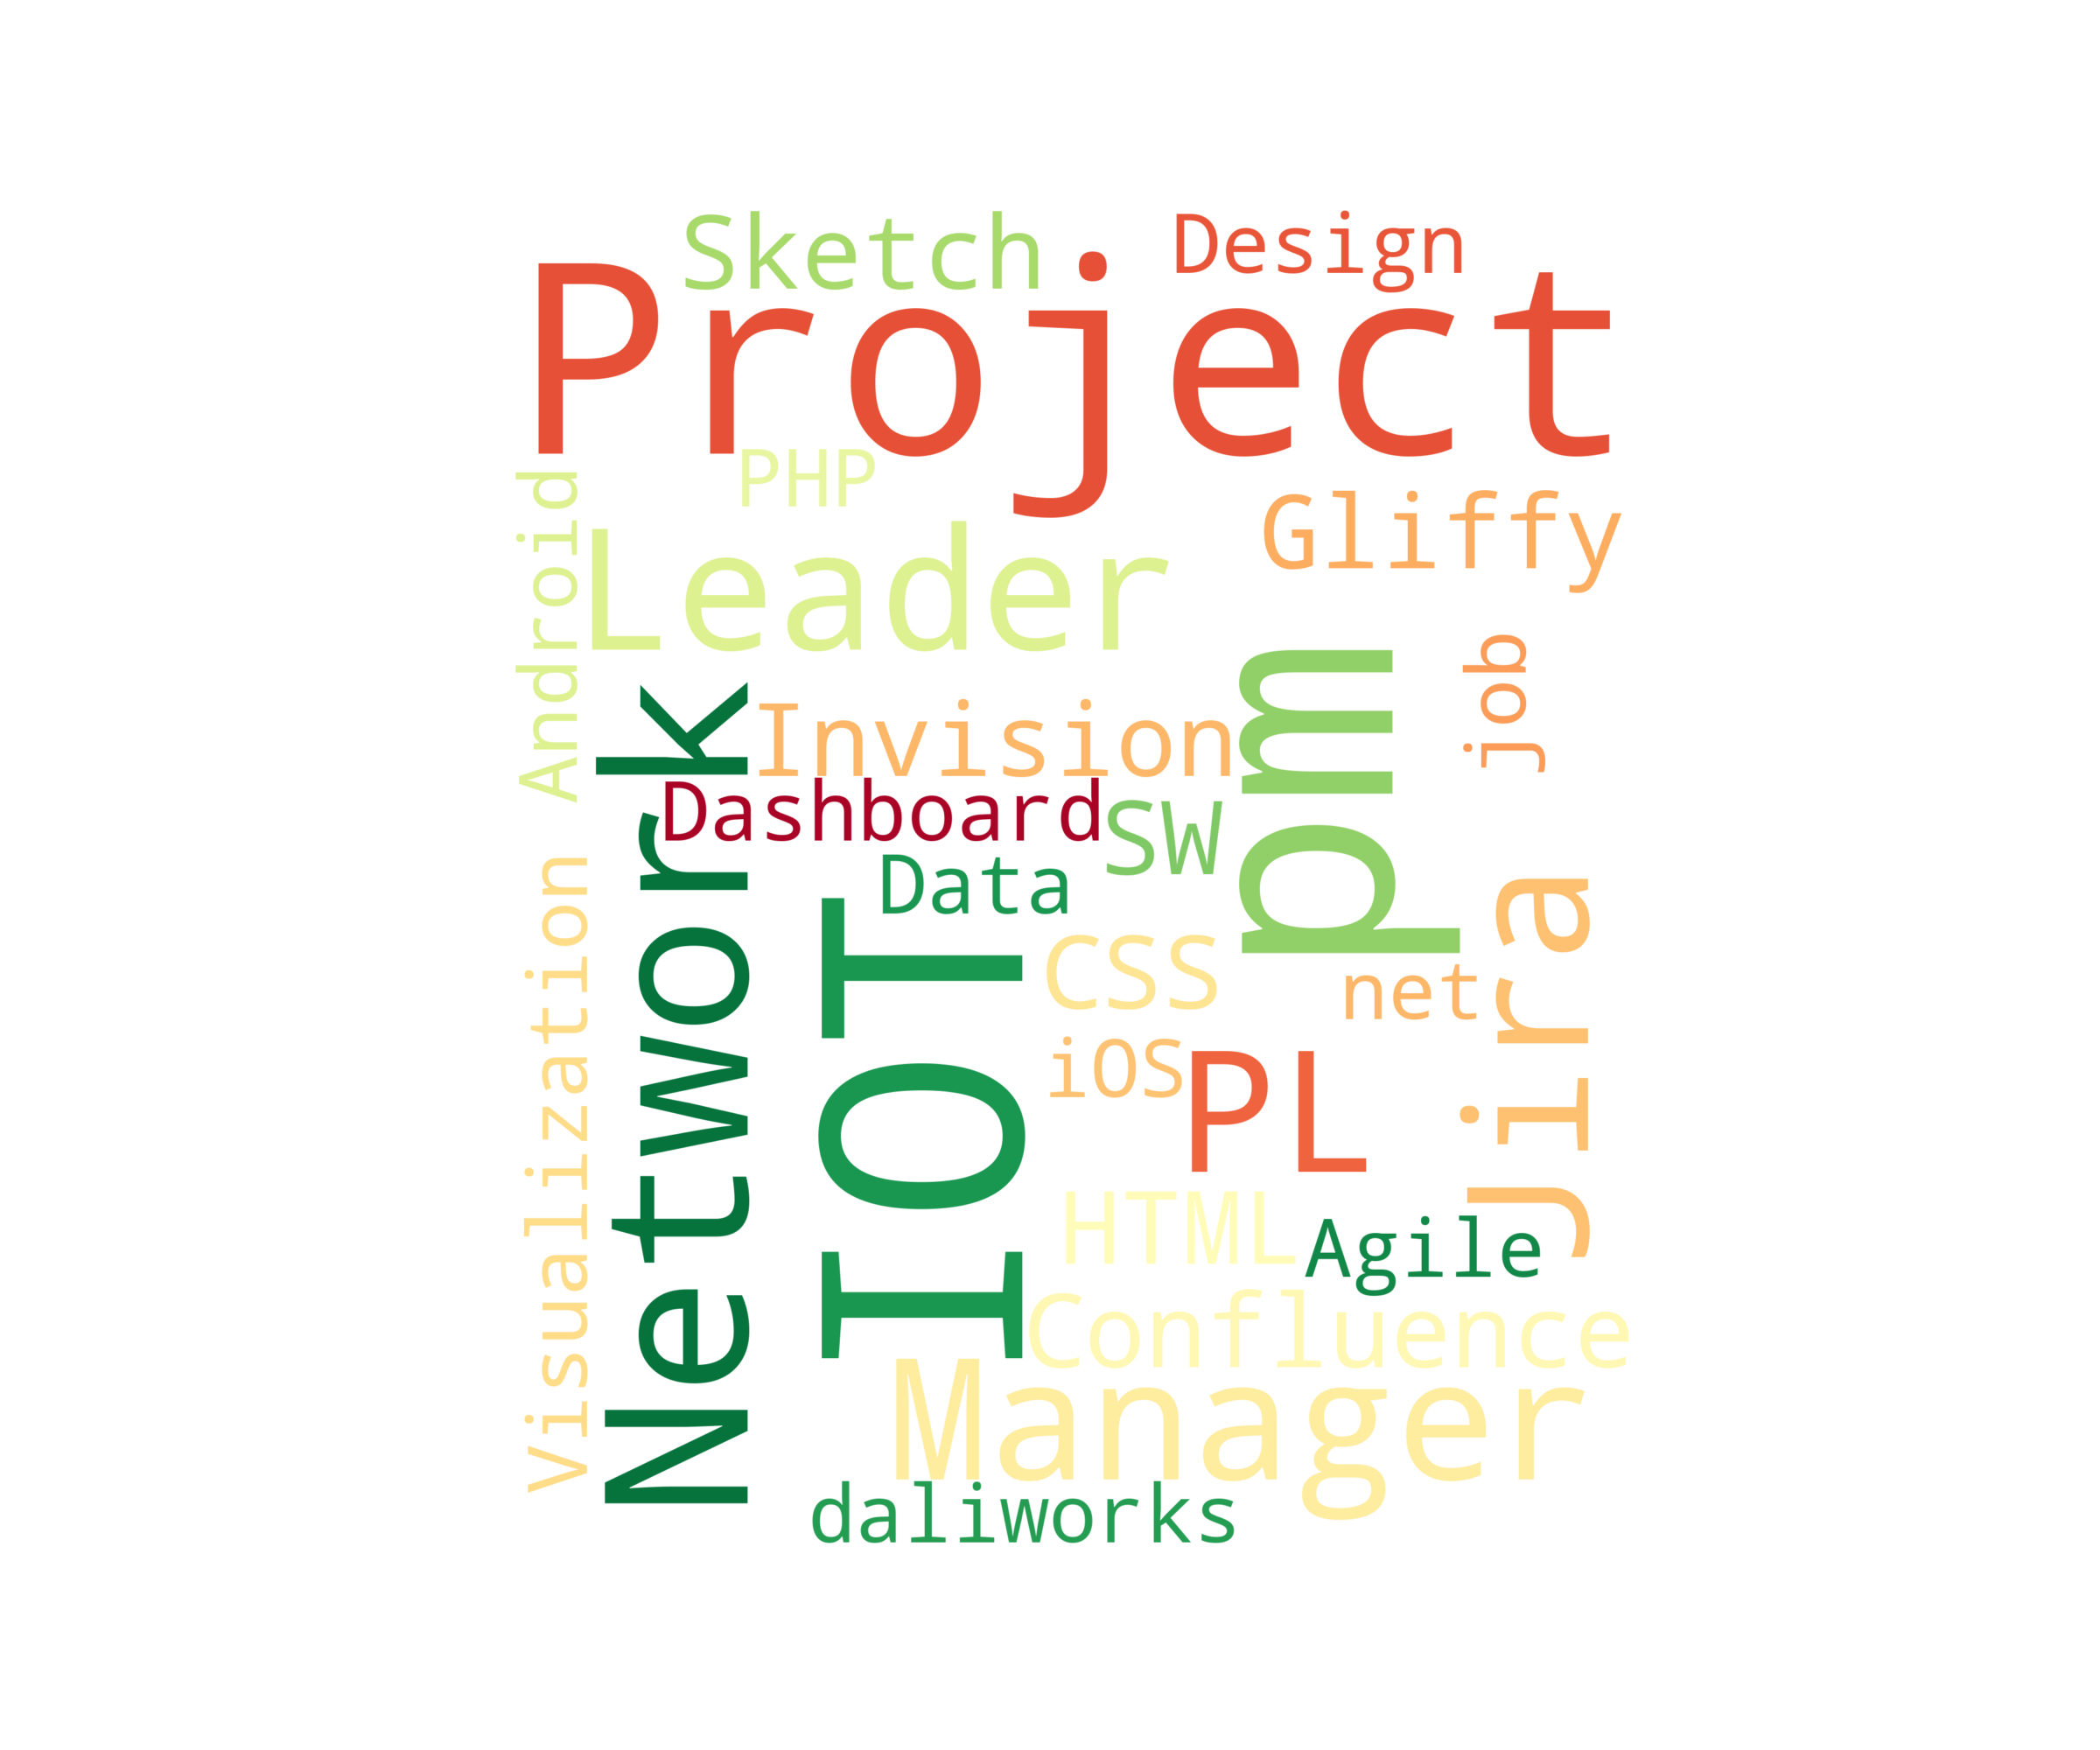 Sketch
Design
Project
PHP
Android
Gliffy
Leader
job
pm
Network
Invision
Dashboard
SW
Data
IOT
Visualization
jira
CSS
net
iOS
PL
HTML
Agile
Confluence
Manager
daliworks